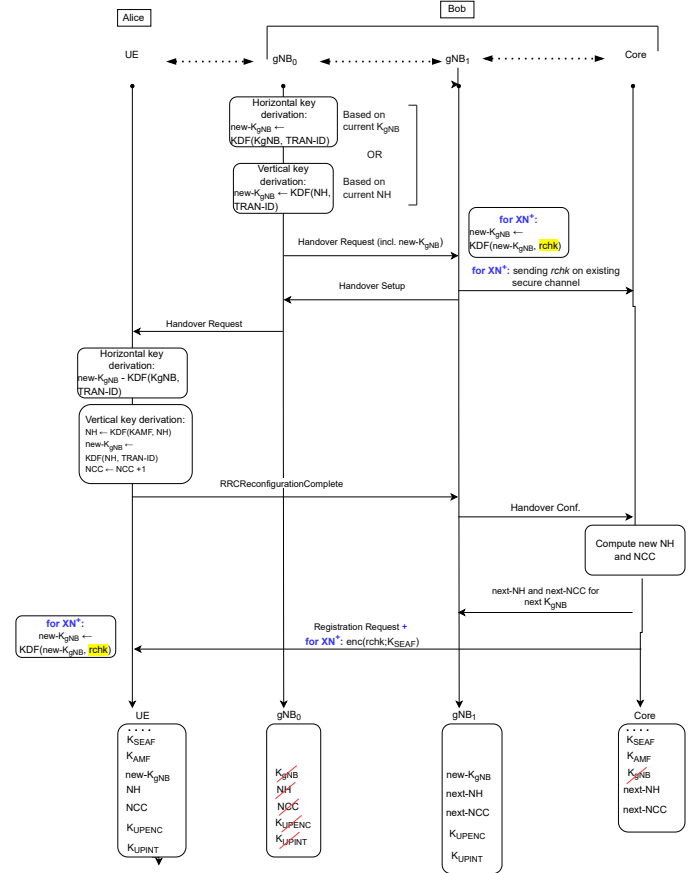 Alice
Bob
UE
gNB0
gNB1
Core
Horizontal key
derivation:
new-KgNB ←
KDF(KgNB, TRAN-ID)
Based on
current KgNB
OR
Vertical key
derivation:
new-KgNB ← KDF(NH,
TRAN-ID)
Based on
current NH
for XN+:
new-KgNB ←
KDF(new-KgNB, rchk)
Handover Request (incl. new-KgNB)
for XN+: sending rchk on existing
secure channel
Handover Setup
Handover Request
Horizontal key
derivation:
new-KgNB - KDF(KgNB,
TRAN-ID)
Vertical key derivation:
NH ← KDF(KAMF, NH)
new-KgNB ←
KDF(NH, TRAN-ID)
NCC ← NCC +1
RRCReconfigurationComplete
Handover Conf.
Compute new NH
and NCC
next-NH and next-NCC for
next KgNB
for XN+:
new-KgNB ←
KDF(new-KgNB, rchk)
Registration Request +
for XN+: enc(rchk;KSEAF)
UE
gNB0
gNB1
Core
....
KSEAF
KAMF
new-KgNB
NH
NCC
KUPENC
KUPINT
KgNB
NH
NCC
KUPENC
KUPINT
new-KgNB
next-NH
next-NCC
KUPENC
KUPINT
....
KSEAF
KAMF
KgNB
next-NH
next-NCC